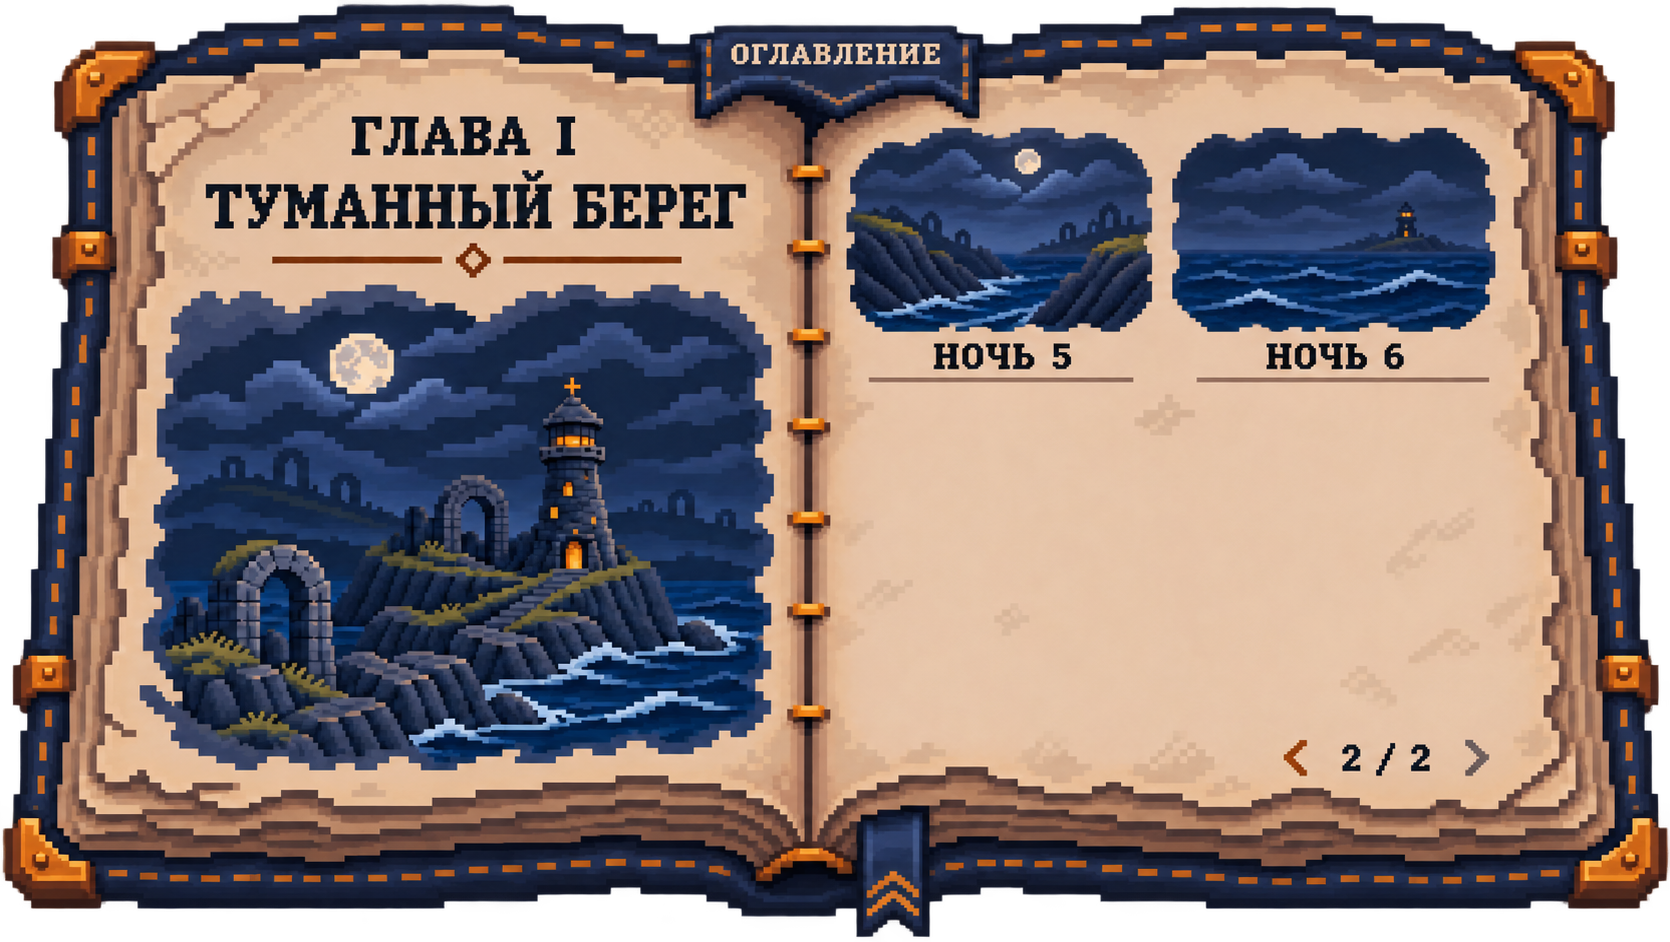 ОГЛАВЛЕНИЕ
ГЛАВА I
ТУМАННЫЙ БЕРЕГ
НОЧЬ 5
НОЧЬ 6
2 / 2